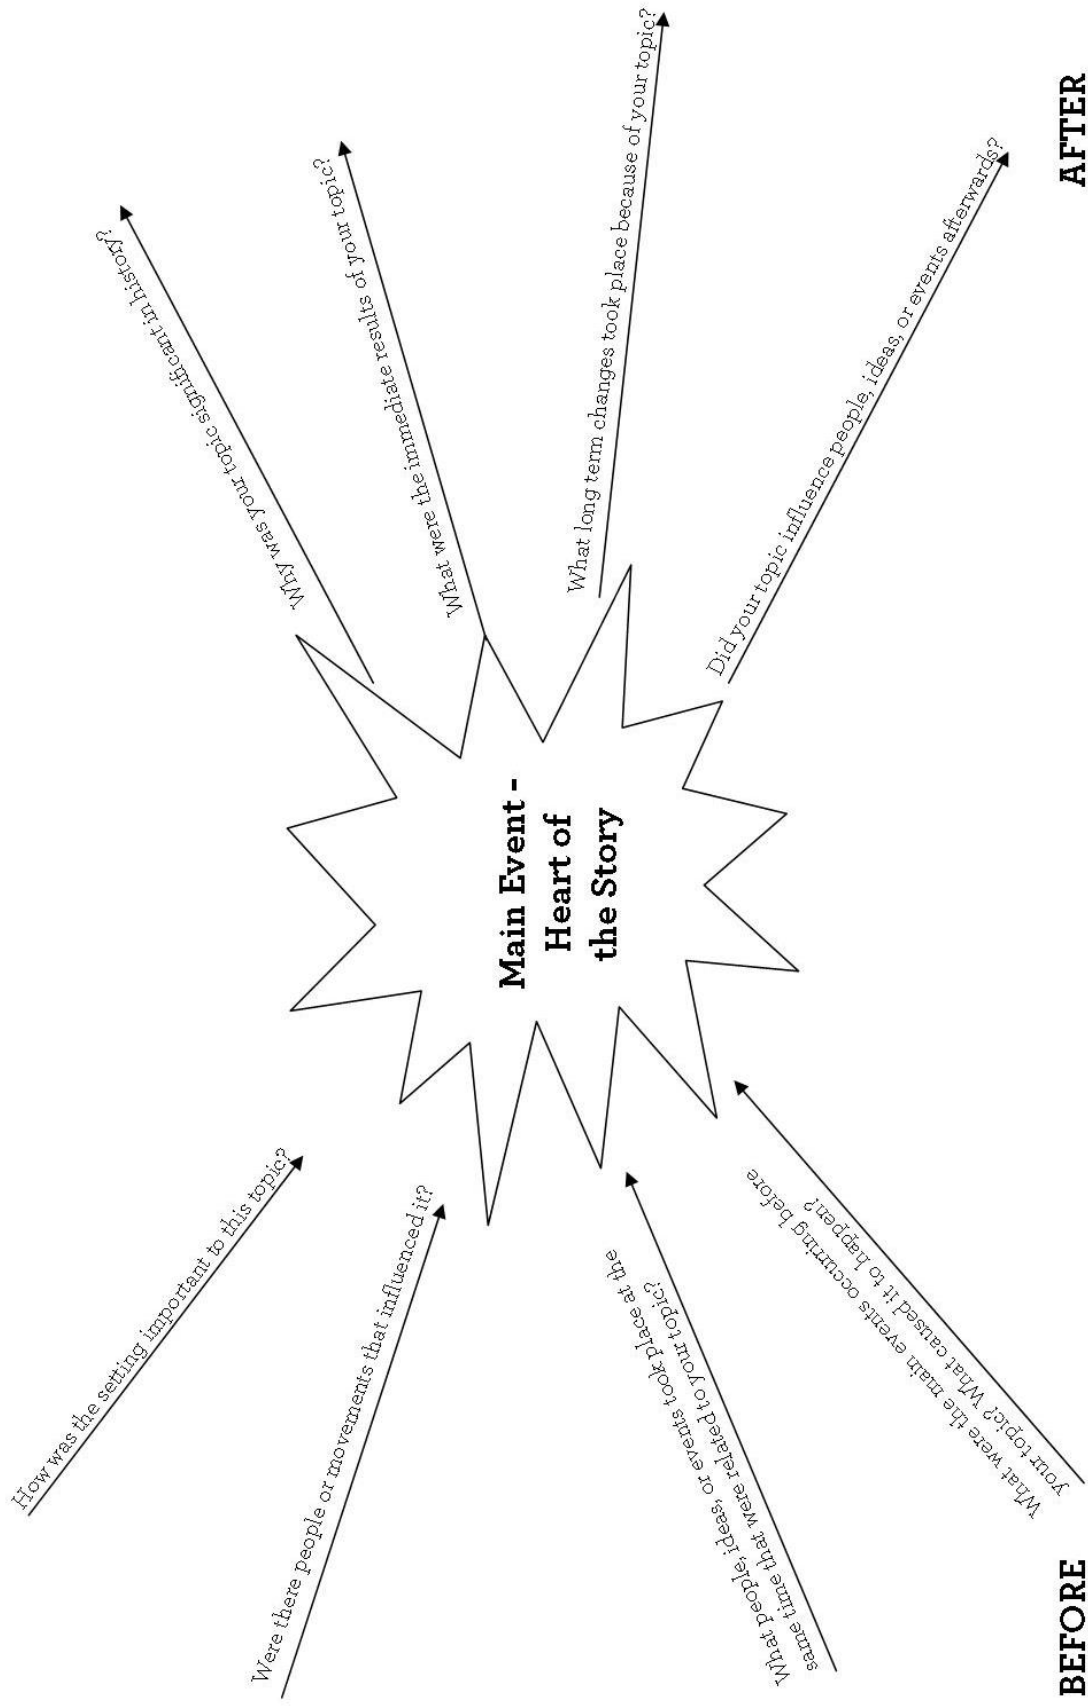 How was the setting important to this topic?
Were there people or movements that influenced it?
What people, ideas, or events took place at the
same time that were related to your topic?
What were the main events occurring before
your topic? What caused it to happen?
BEFORE
Main Event -
Heart of
the Story
Why was your topic significant in history?
What were the immediate results of your topic?
What long term changes took place because of your topic?
Did your topic influence people, ideas, or events afterwards?
AFTER